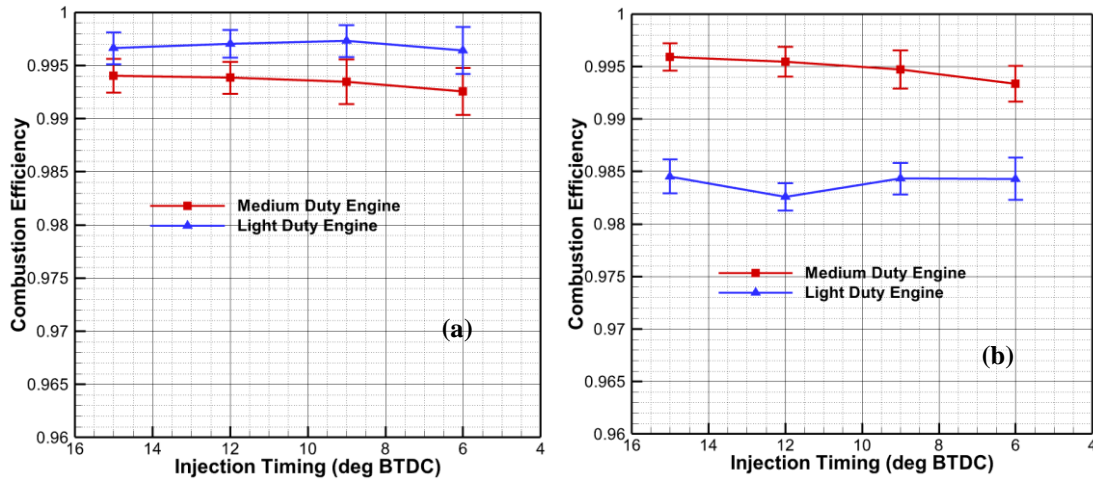 1
0.995
0.99
0.985
0.98
0.975
0.97
0.965
0.96
Combustion Efficiency
Medium Duty Engine
Light Duty Engine
(a)
16 14 12 10 8 6 4
Injection Timing (deg BTDC)
1
0.995
0.99
0.985
0.98
0.975
0.97
0.965
0.96
Combustion Efficiency
Medium Duty Engine
Light Duty Engine
(b)
16 14 12 10 8 6 4
Injection Timing (deg BTDC)